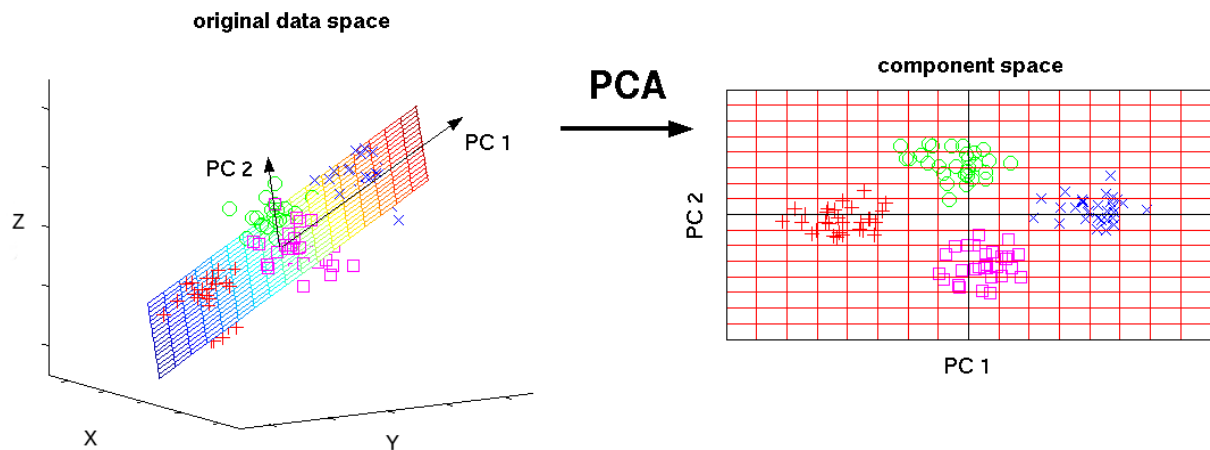 original data space
PCA
component space
PC 1
PC 2
Z
X
Y
PC 2
PC 1